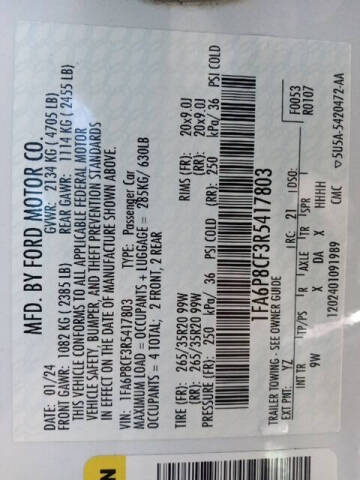 MFD. BY FORD MOTOR CO.
DATE: 01/24 GVWR: 2134 KG ( 4705 LB)
FRONT GAWR: 1082 KG ( 2385 LB) REAR GAWR: 1114 KG ( 2455 LB)
THIS VEHICLE CONFORMS TO ALL APPLICABLE FEDERAL MOTOR
VEHICLE SAFETY, BUMPER, AND THEFT PREVENTION STANDARDS
IN EFFECT ON THE DATE OF MANUFACTURE SHOWN ABOVE.
VIN: 1FA6P8CF3R5417803 TYPE: Passenger Car
MAXIMUM LOAD = OCCUPANTS + LUGGAGE = 285KG/ 630LB
OCCUPANTS = 4 TOTAL; 2 FRONT, 2 REAR
TIRE (FR): 265/35R20 99W RIMS (FR): 20x9.0J
(RR): 265/35R20 99W (RR): 20x9.0J
PRESSURE (FR): 250 kPa/ 36 PSI COLD (RR): 250 kPa/ 36 PSI COLD
1FA6P8CF3R5417803
TRAILER TOWING - SEE OWNER GUIDE
F0053
R0107
EXT PNT: YZ RC: 21 DSO:
INT TR TP/PS R AXLE TR SPR
9W X DA X HHHH
CMC ▽5U5A-5420472-AA
1202401091989